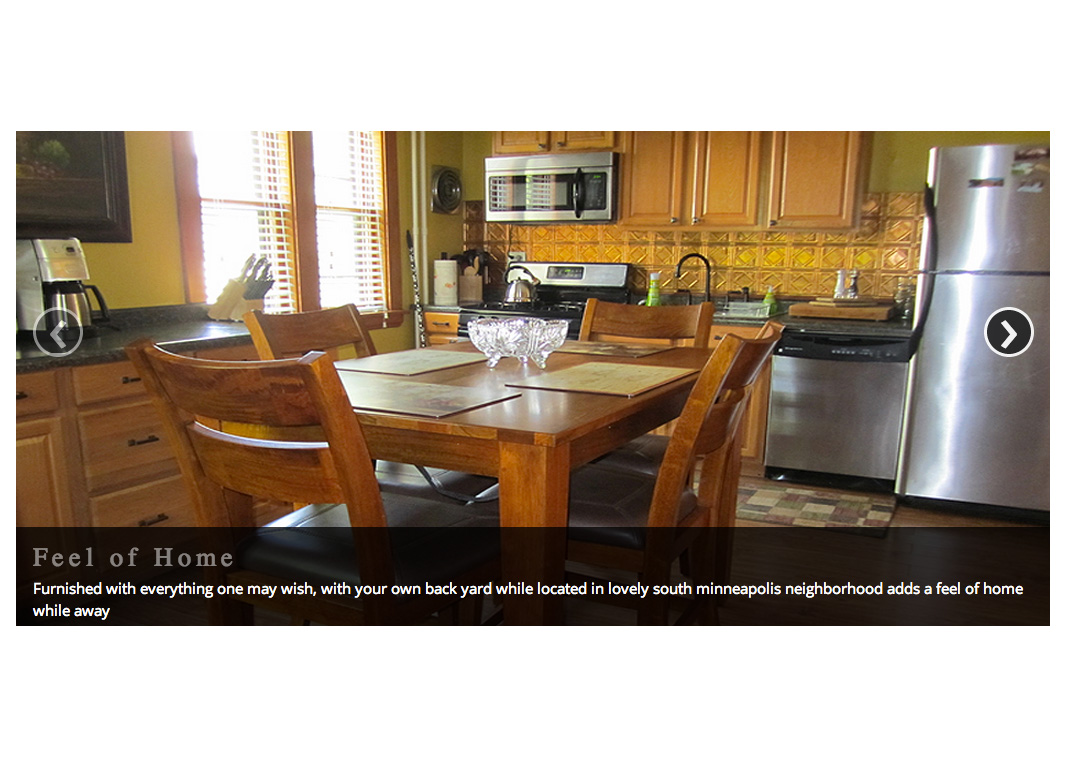 Feel of Home
Furnished with everything one may wish, with your own back yard while located in lovely south minneapolis neighborhood adds a feel of home
while away